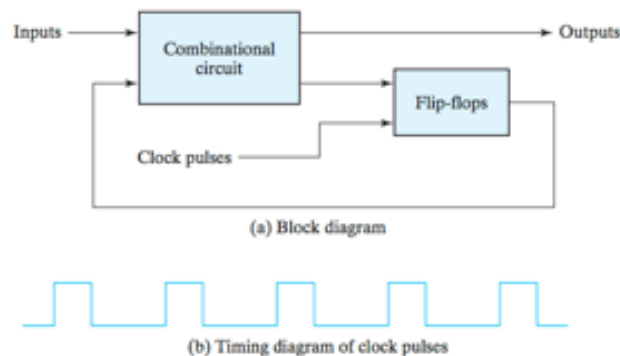 Inputs
Combinational
circuit
Outputs
Flip-flops
Clock pulses
(a) Block diagram
(b) Timing diagram of clock pulses